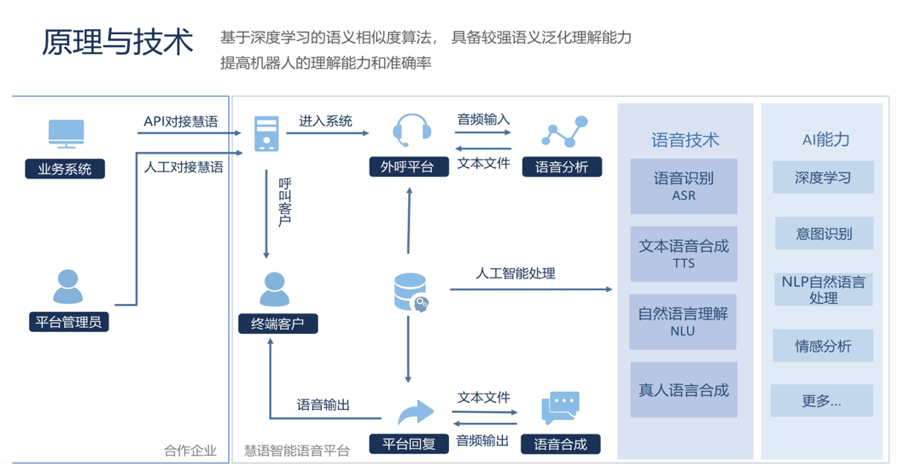 原理与技术
基于深度学习的语义相似度算法， 具备较强语义泛化理解能力
提高机器人的理解能力和准确率
API对接慧语
人工对接慧语
业务系统
平台管理员
合作企业
进入系统
呼叫客户
终端客户
外呼平台
音频输入
文本文件
语音分析
人工智能处理
语音输出
平台回复
文本文件
音频输出
语音合成
慧语智能语音平台
语音技术
语音识别
ASR
文本语音合成
TTS
自然语言理解
NLU
真人语言合成
AI能力
深度学习
意图识别
NLP自然语言
处理
情感分析
更多...